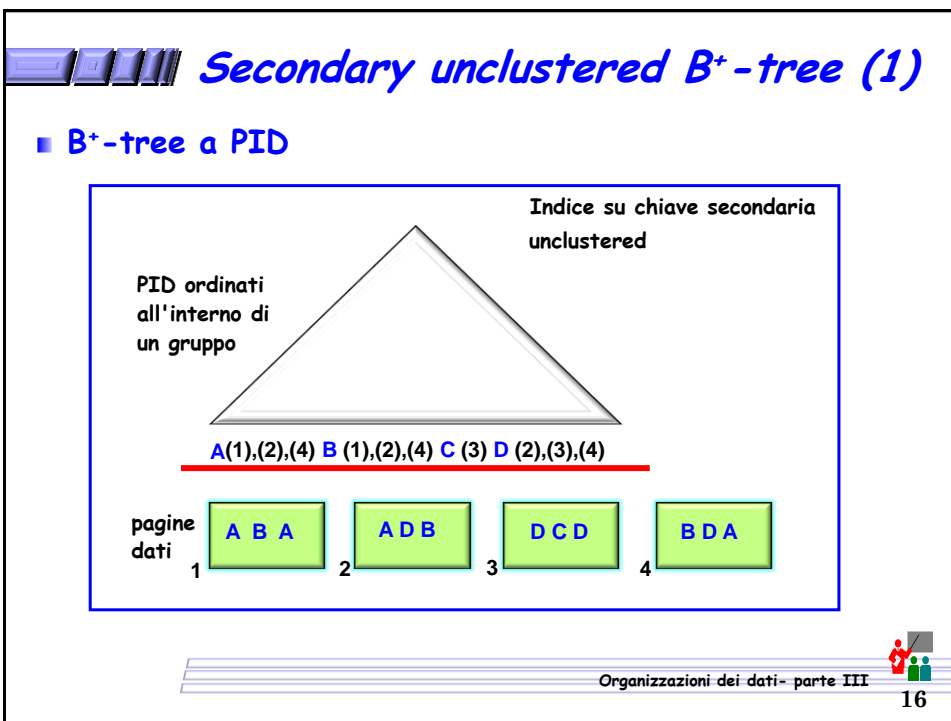 Secondary unclustered B+-tree (1)
B+-tree a PID
Indice su chiave secondaria
unclustered
PID ordinati
all'interno di
un gruppo
A(1),(2),(4) B (1),(2),(4) C (3) D (2),(3),(4)
pagine
dati
1 A B A
2 A D B
3 D C D
4 B D A
Organizzazioni dei dati- parte III
16